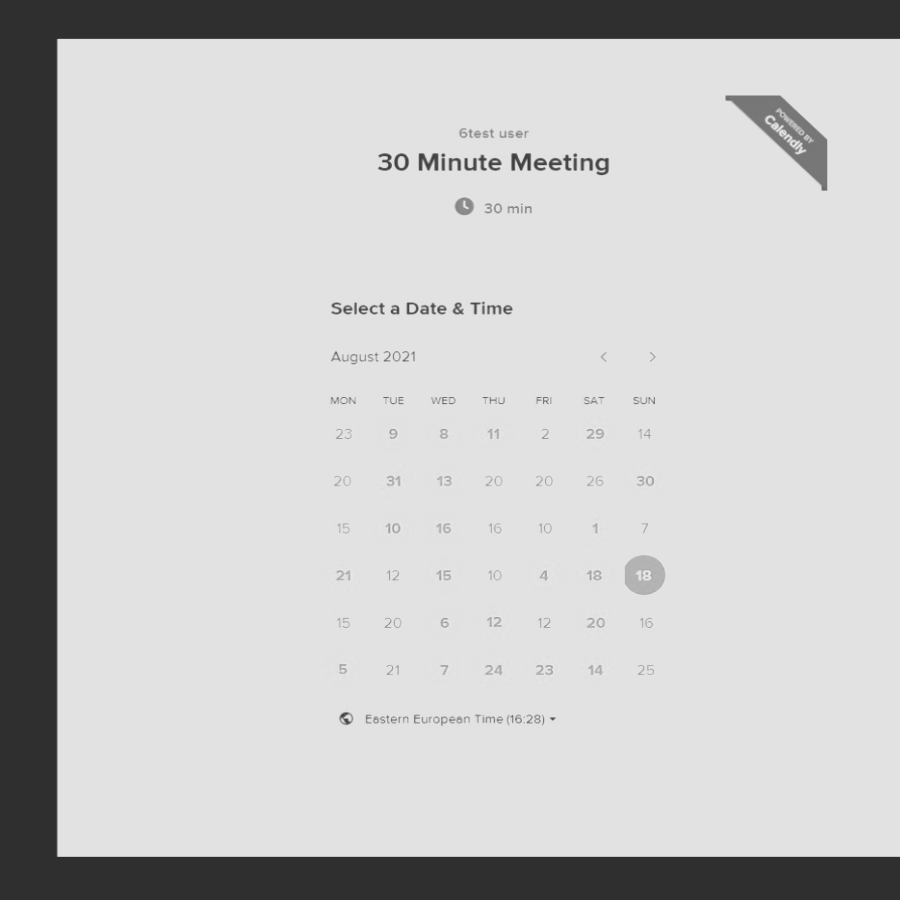 POWERED BY
Calendly
6test user
30 Minute Meeting
30 min
Select a Date & Time
August 2021
MON TUE WED THU FRI SAT SUN
23 9 8 11 2 29 14
20 31 13 20 20 26 30
15 10 16 16 10 1 7
21 12 15 10 4 18 18
15 20 6 12 12 20 16
5 21 7 24 23 14 25
Eastern European Time (16:28)